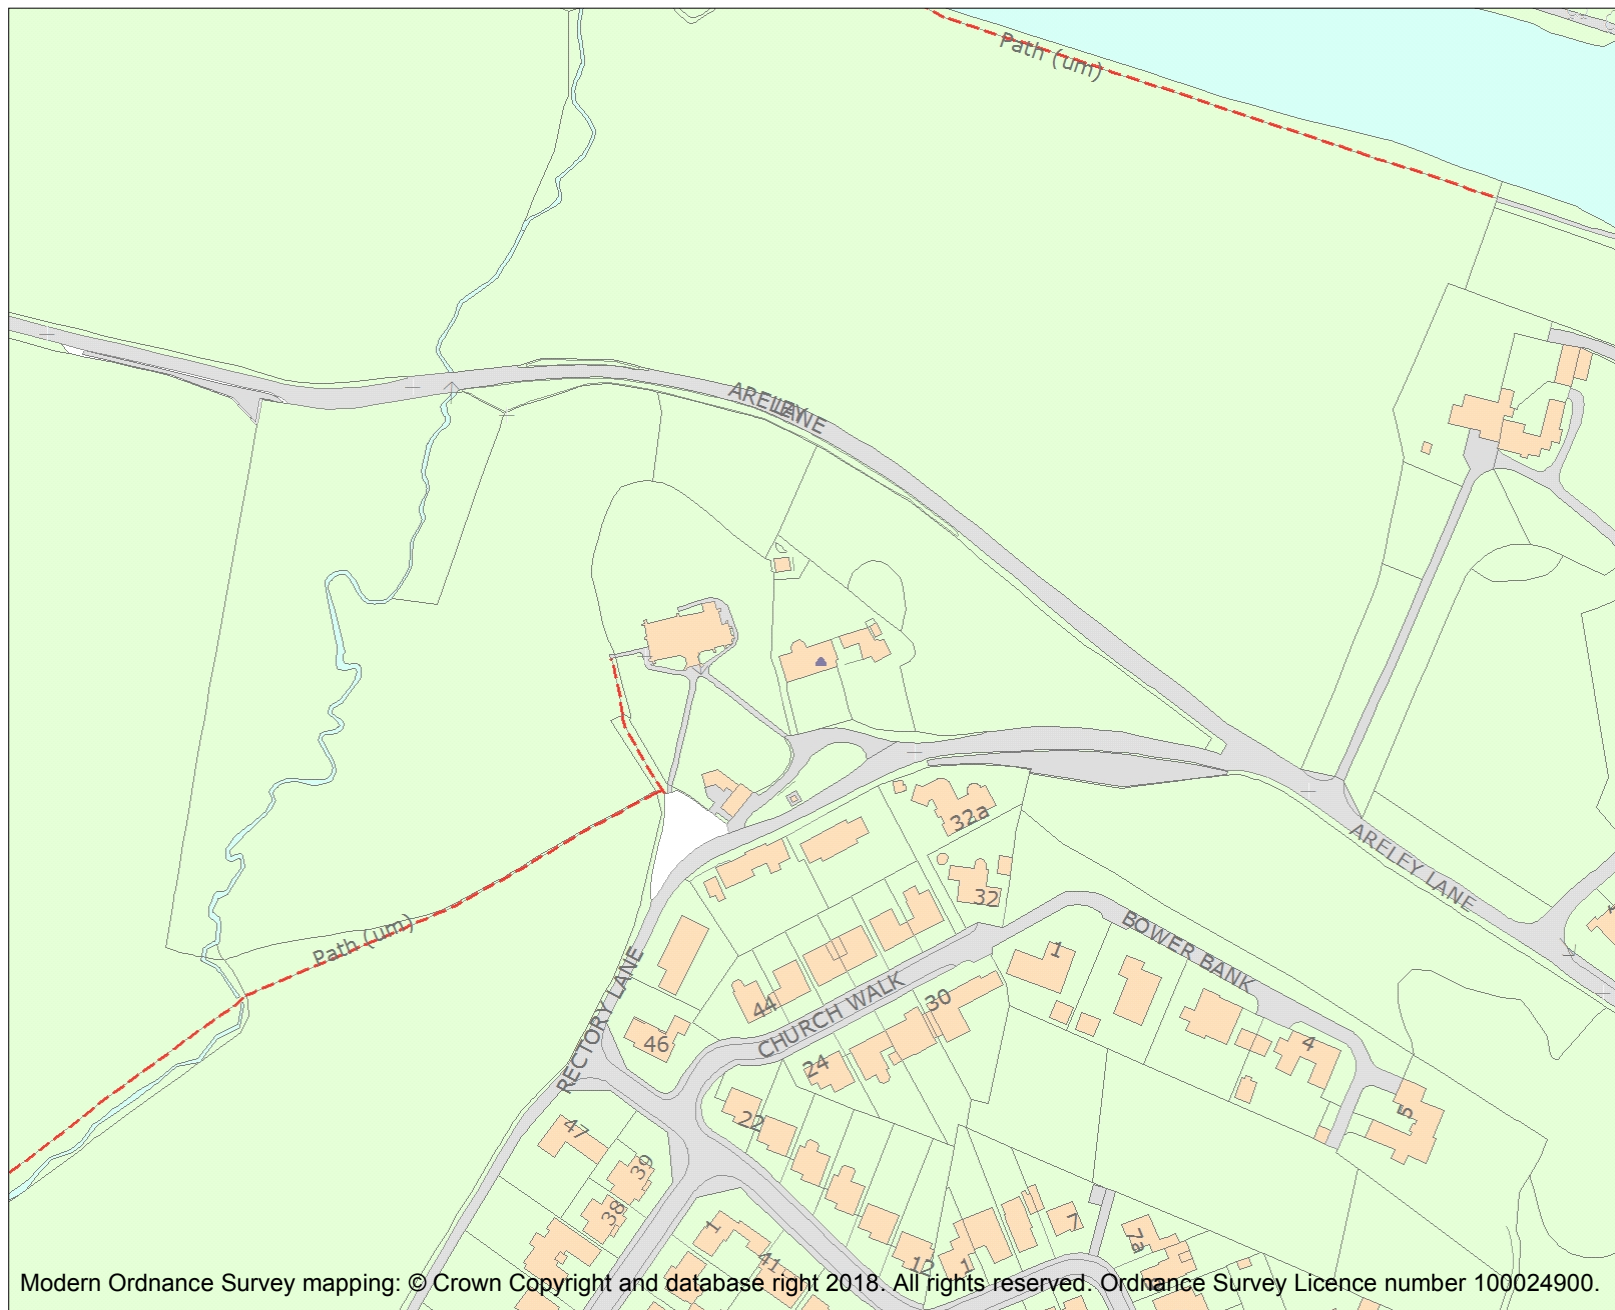 Path (um)
ARELEY
LANE
32a
32
ARELEY LANE
BOWER BANK
Path (um)
RECTORY LANE
CHURCH WALK
1
44
30
46
4
24
5
22
47
39
38
1
7
7a
41
12
1
Modern Ordnance Survey mapping: © Crown Copyright and database right 2018. All rights reserved. Ordnance Survey Licence number 100024900.